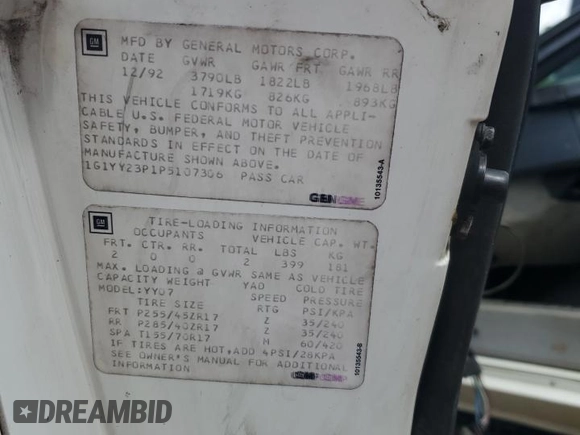 GM
MFD BY GENERAL MOTORS CORP.
DATE GVWR GAWR FRT GAWR RR
12/92 3790LB 1822LB 1968LB
1719KG 826KG 893KG
THIS VEHICLE CONFORMS TO ALL APPLI-
CABLE U.S. FEDERAL MOTOR VEHICLE
SAFETY, BUMPER, AND THEFT PREVENTION
STANDARDS IN EFFECT ON THE DATE OF
MANUFACTURE SHOWN ABOVE.
1G1YY23P1P5107306 PASS CAR
10135543-A
GM
TIRE-LOADING INFORMATION
OCCUPANTS VEHICLE CAP. WT.
FRT. CTR. RR. TOTAL LBS KG
2 0 0 2 399 181
MAX. LOADING @ GVWR SAME AS VEHICLE
CAPACITY WEIGHT YAO COLD TIRE
MODEL:YY07 SPEED PRESSURE
TIRE SIZE RTG PSI/KPA
FRT P255/45ZR17 Z 35/240
RR P285/40ZR17 Z 35/240
SPA T155/70R17 M 60/420
IF TIRES ARE HOT,ADD 4PSI/28KPA
SEE OWNER'S MANUAL FOR ADDITIONAL
INFORMATION
10135543-B
DREAMBID